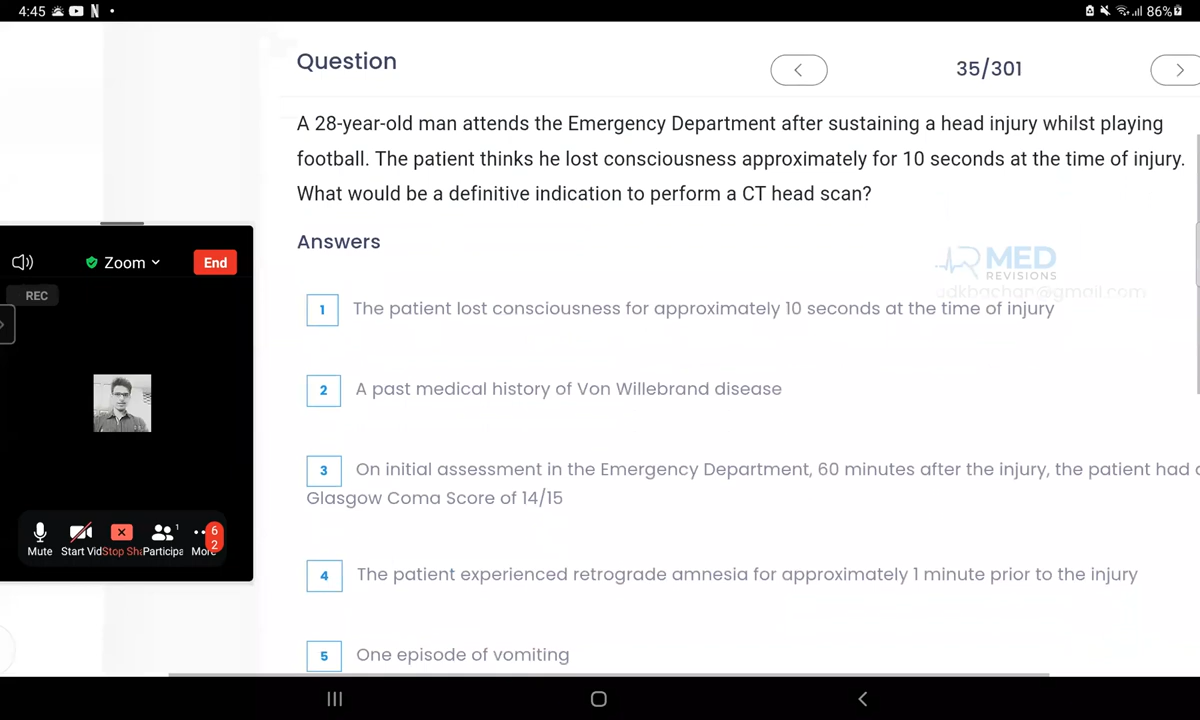 4:45 N 86%
Question
35/301
A 28-year-old man attends the Emergency Department after sustaining a head injury whilst playing
football. The patient thinks he lost consciousness approximately for 10 seconds at the time of injury.
What would be a definitive indication to perform a CT head scan?
Answers
MED
REVISIONS
udkbachan@gmail.com
1 The patient lost consciousness for approximately 10 seconds at the time of injury
2 A past medical history of Von Willebrand disease
3 On initial assessment in the Emergency Department, 60 minutes after the injury, the patient had
Glasgow Coma Score of 14/15
4 The patient experienced retrograde amnesia for approximately 1 minute prior to the injury
5 One episode of vomiting
Zoom End
REC
1 6
2
Mute Start Vid Stop Sha Participa More